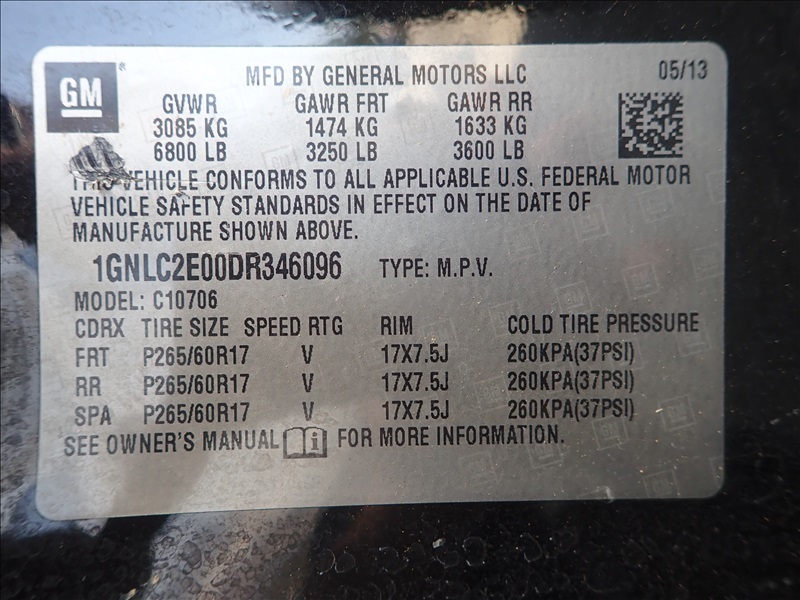 GM
MFD BY GENERAL MOTORS LLC 05/13
GVWR GAWR FRT GAWR RR
3085 KG 1474 KG 1633 KG
6800 LB 3250 LB 3600 LB
THIS VEHICLE CONFORMS TO ALL APPLICABLE U.S. FEDERAL MOTOR
VEHICLE SAFETY STANDARDS IN EFFECT ON THE DATE OF
MANUFACTURE SHOWN ABOVE.
1GNLC2E00DR346096 TYPE: M.P.V.
MODEL: C10706
CDRX TIRE SIZE SPEED RTG RIM COLD TIRE PRESSURE
FRT P265/60R17 V 17X7.5J 260KPA(37PSI)
RR P265/60R17 V 17X7.5J 260KPA(37PSI)
SPA P265/60R17 V 17X7.5J 260KPA(37PSI)
SEE OWNER'S MANUAL i FOR MORE INFORMATION.